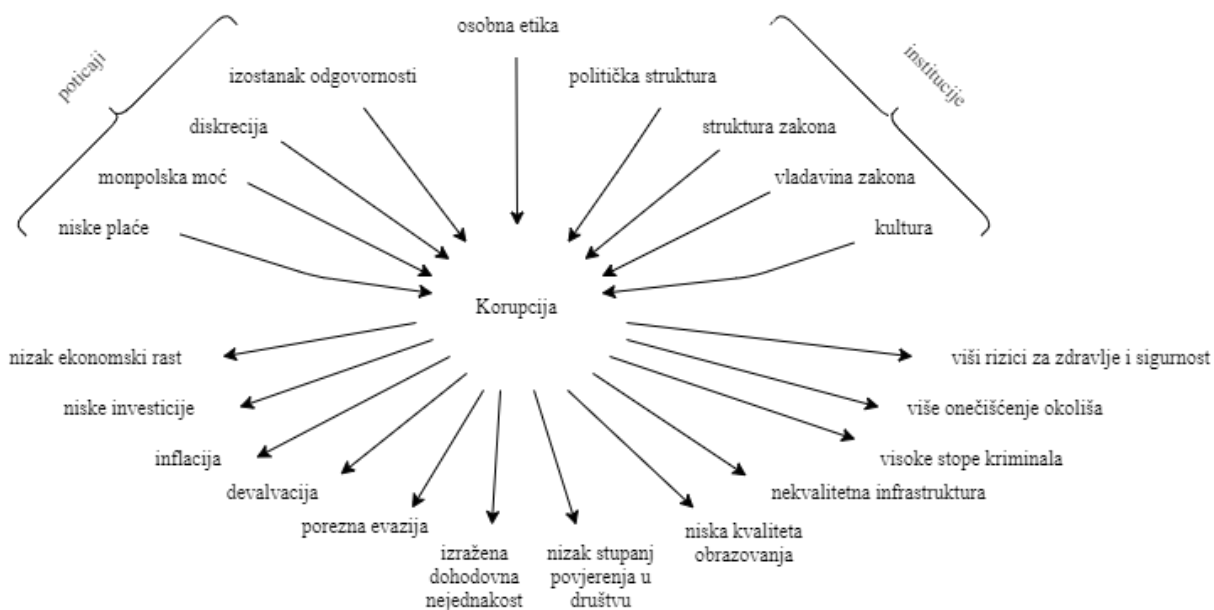 osobna etika
poticaji
institucije
izostanak odgovornosti
politička struktura
diskrecija
struktura zakona
monpolska moć
vladavina zakona
niske plaće
kultura
Korupcija
nizak ekonomski rast
viši rizici za zdravlje i sigurnost
niske investicije
više onečišćenje okoliša
inflacija
visoke stope kriminala
devalvacija
nekvalitetna infrastruktura
porezna evazija
izražena
dohodovna
nejednakost
nizak stupanj
povjerenja u
društvu
niska kvaliteta
obrazovanja